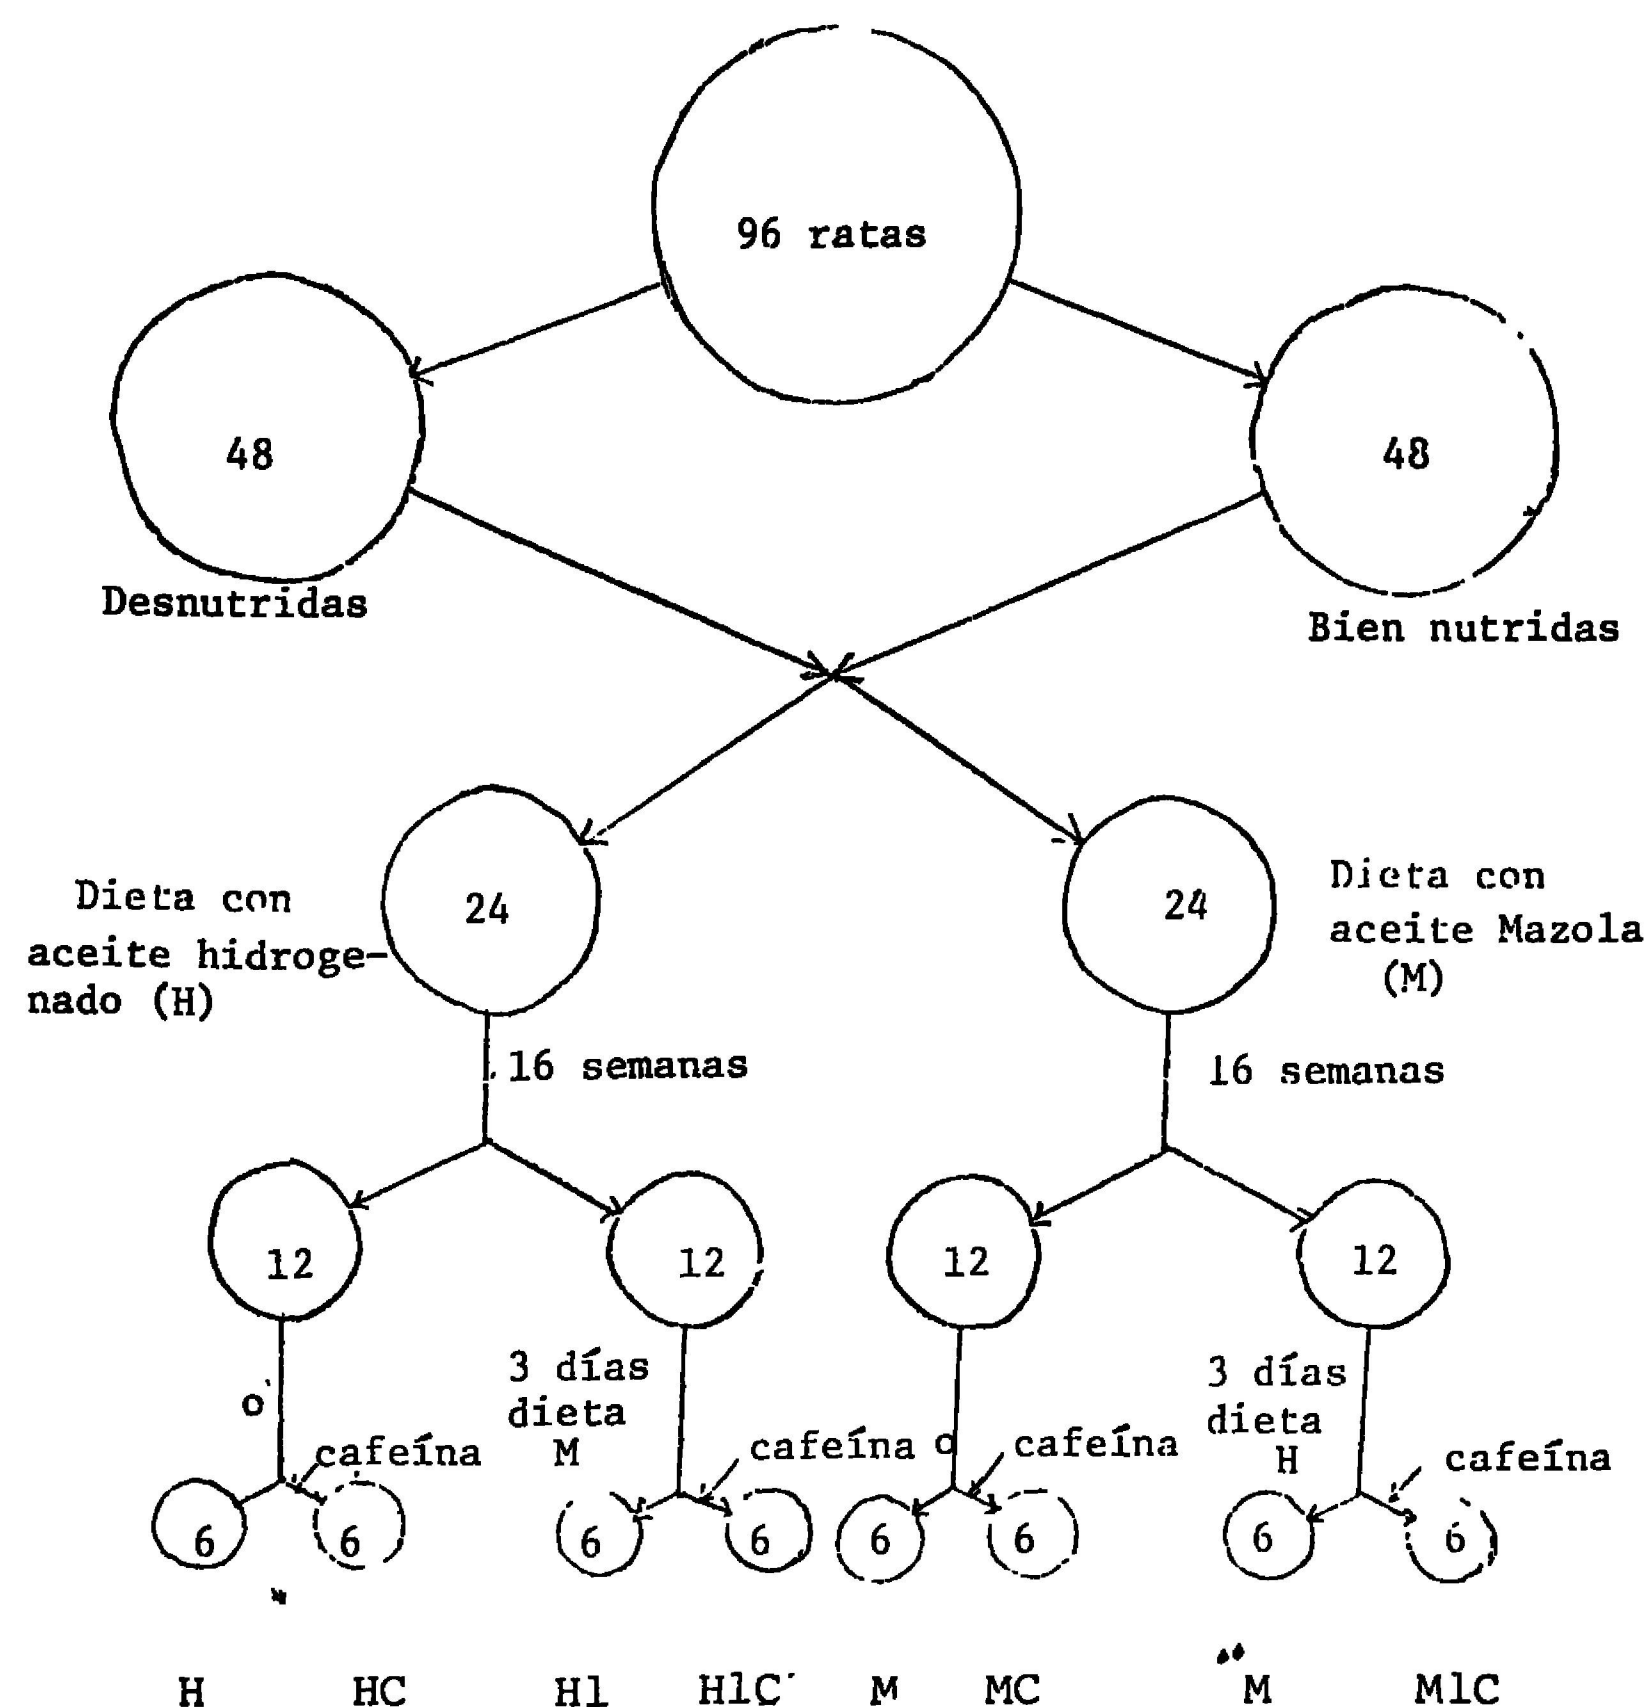 96 ratas
48
48
Desnutridas
Bien nutridas
24
24
Dieta con
aceite hidroge-
nado (H)
Dieta con
aceite Mazola
(M)
16 semanas
16 semanas
12
12
12
12
o
3 días
dieta
M
o
3 días
dieta
H
cafeína
cafeína
cafeína
cafeína
6
6
6
6
6
6
6
6
H HC H1 H1C M MC M M1C